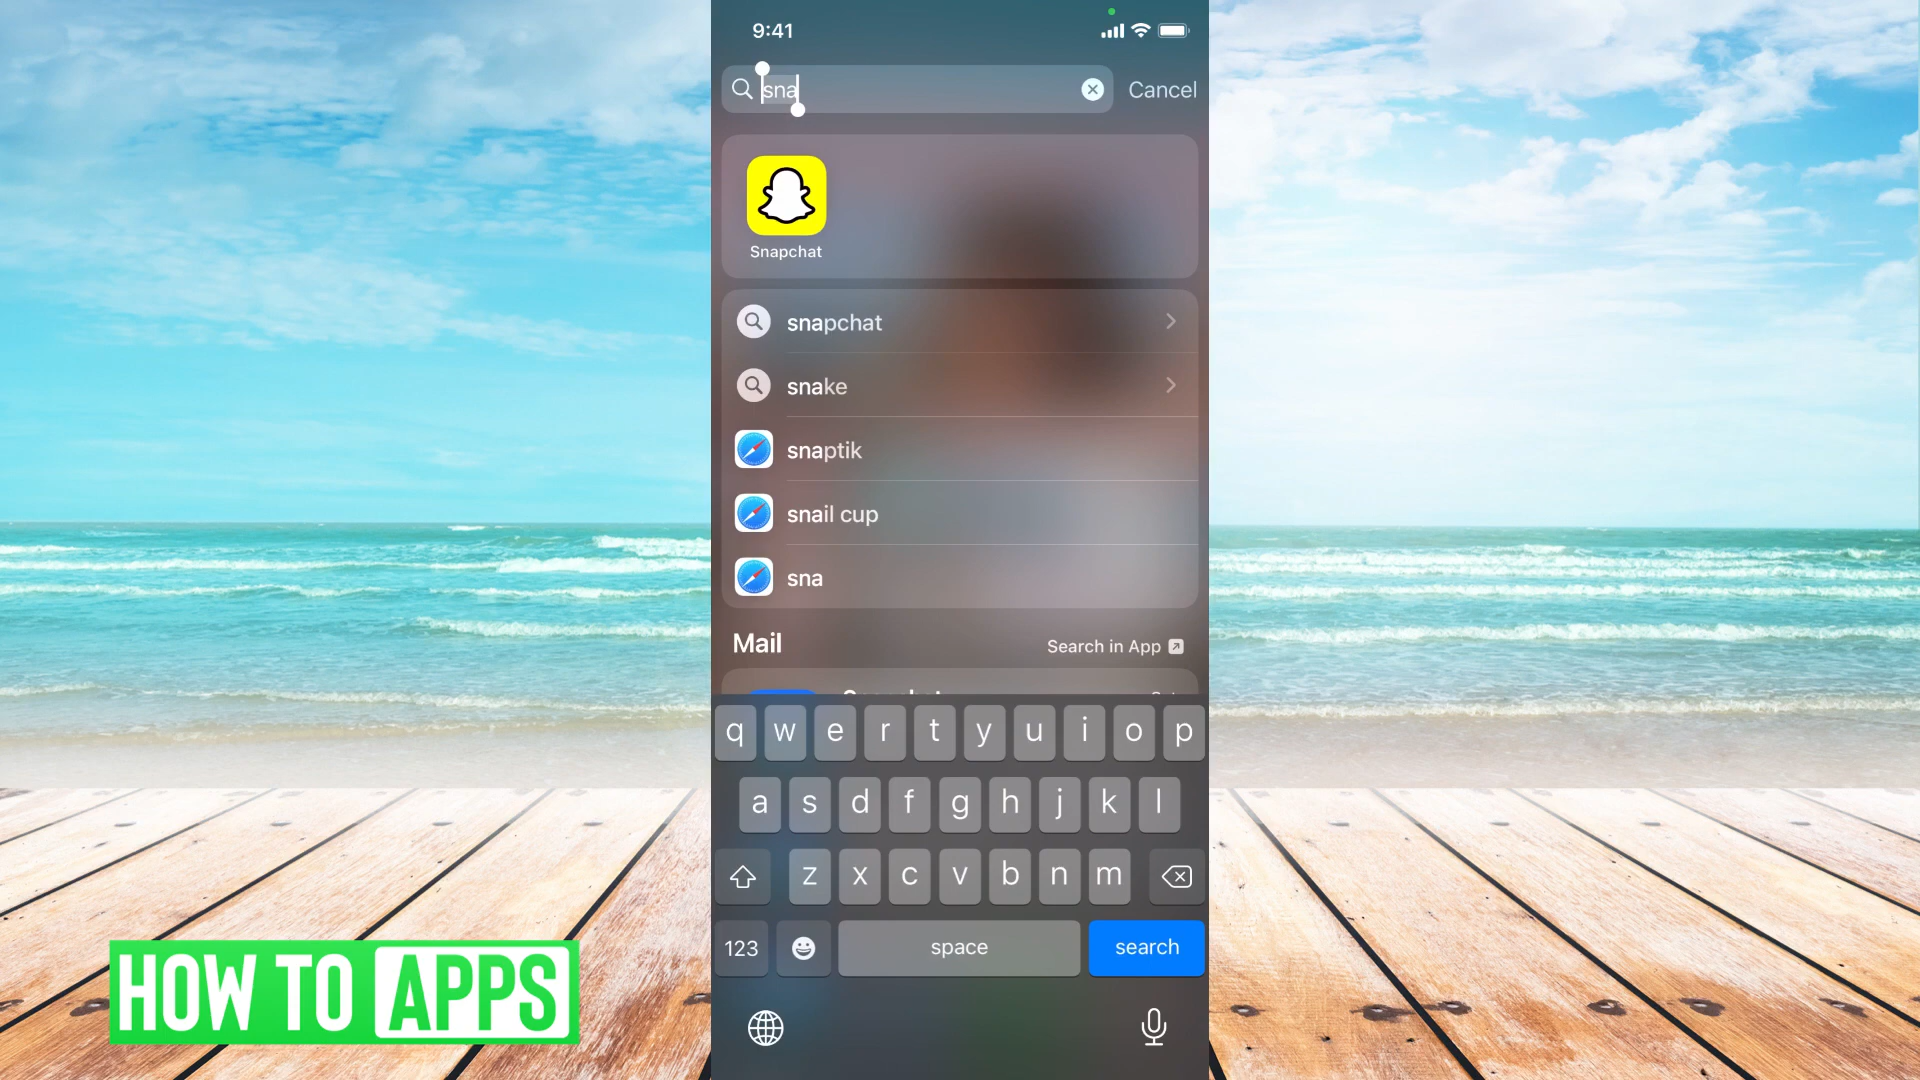 9:41
sna
Cancel
Snapchat
snapchat
snake
snaptik
snail cup
sna
Mail
Search in App
q w e r t y u i o p
a s d f g h j k l
z x c v b n m
123 space search
HOW TO APPS